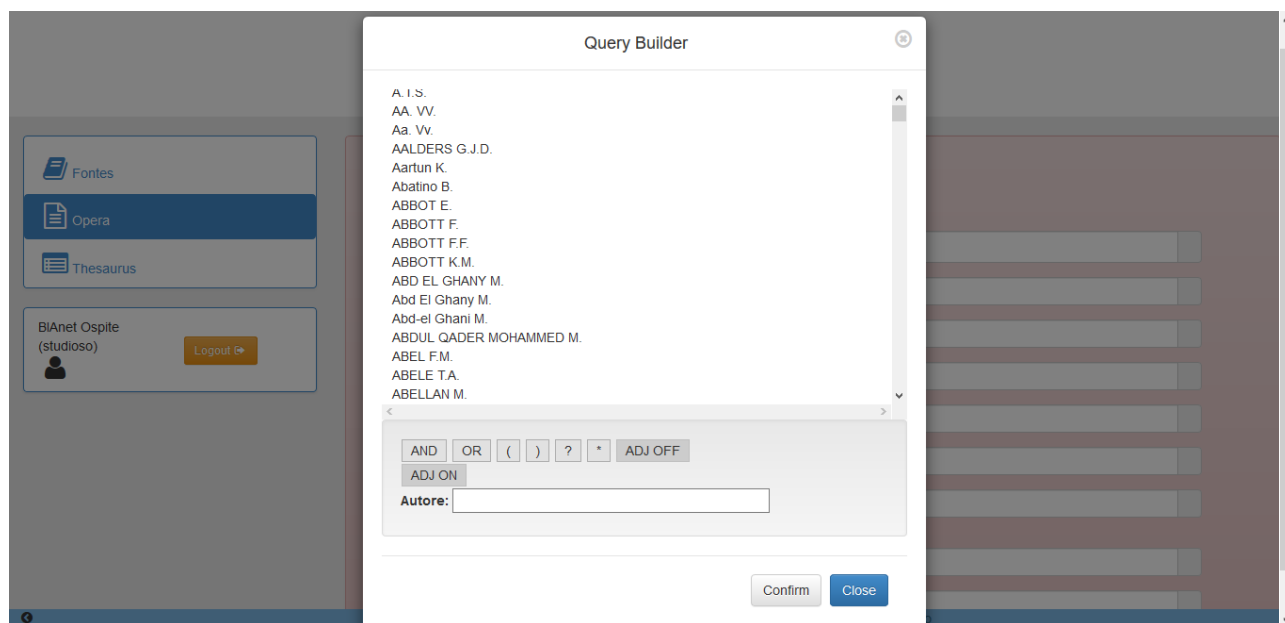 Query Builder
A. I.S.
AA. VV.
Aa. Vv.
AALDERS G.J.D.
Aartun K.
Abatino B.
ABBOT E.
ABBOTT F.
ABBOTT F.F.
ABBOTT K.M.
ABD EL GHANY M.
Abd El Ghany M.
Abd-el Ghani M.
ABDUL QADER MOHAMMED M.
ABEL F.M.
ABELE T.A.
ABELLAN M.
AND OR ( ) ? * ADJ OFF
ADJ ON
Autore:
Confirm Close
Fontes
Opera
Thesaurus
BIAnet Ospite
(studioso)
Logout